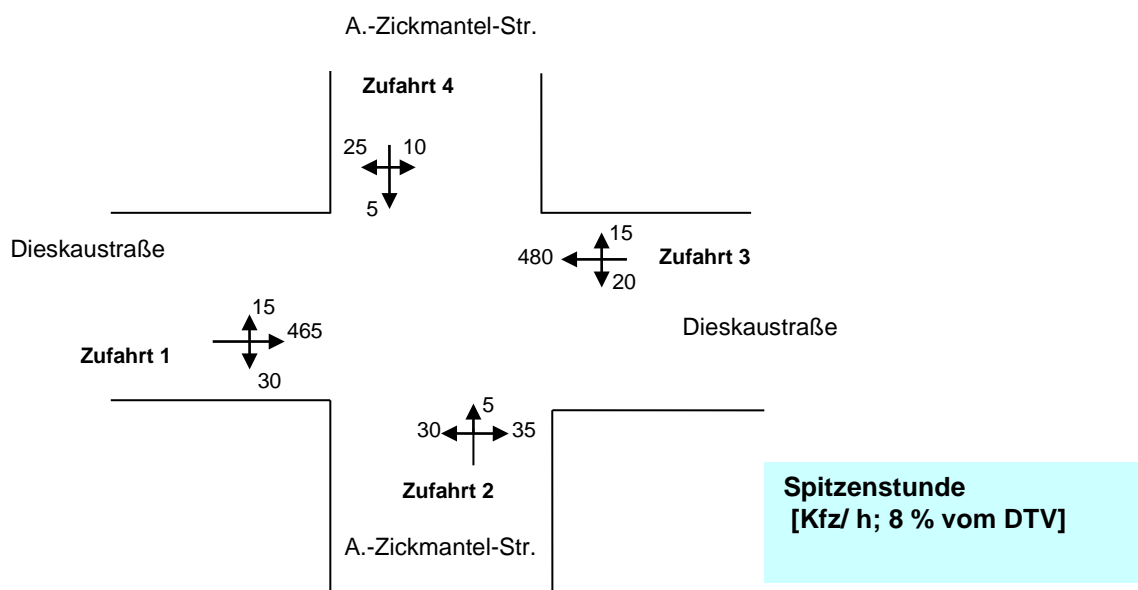 A.-Zickmantel-Str.
Zufahrt 4
25 10
5
Dieskaustraße
15
480 Zufahrt 3
20
15
465
Dieskaustraße
Zufahrt 1
30
5
30 35
Zufahrt 2
Spitzenstunde
[Kfz/ h; 8 % vom DTV]
A.-Zickmantel-Str.